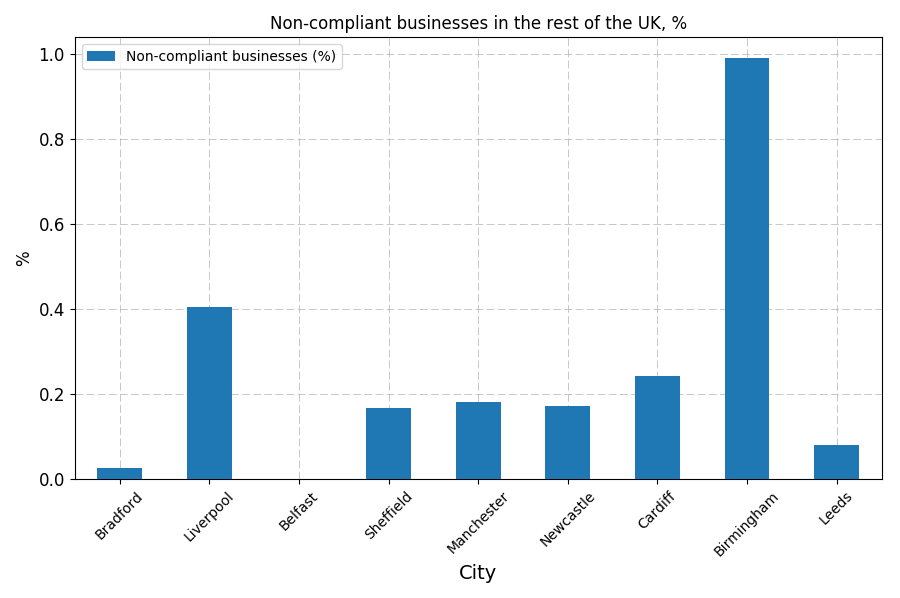 Non-compliant businesses in the rest of the UK, %
Non-compliant businesses (%)
1.0
0.8
0.6
0.4
0.2
0.0
%
Bradford
Liverpool
Belfast
Sheffield
Manchester
Newcastle
Cardiff
Birmingham
Leeds
City